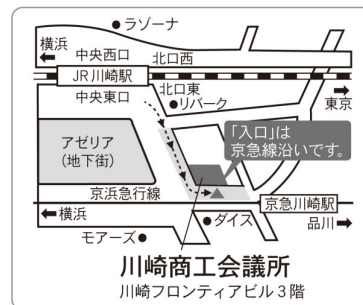 ラゾーナ
横浜
中央西口
北口西
JR川崎駅
中央東口
北口東
リバーク
東京
アゼリア
(地下街)
「入口」は
京急線沿いです。
京浜急行線
京急川崎駅
横浜
ダイス
品川
モアーズ
川崎商工会議所
川崎フロンティアビル3階